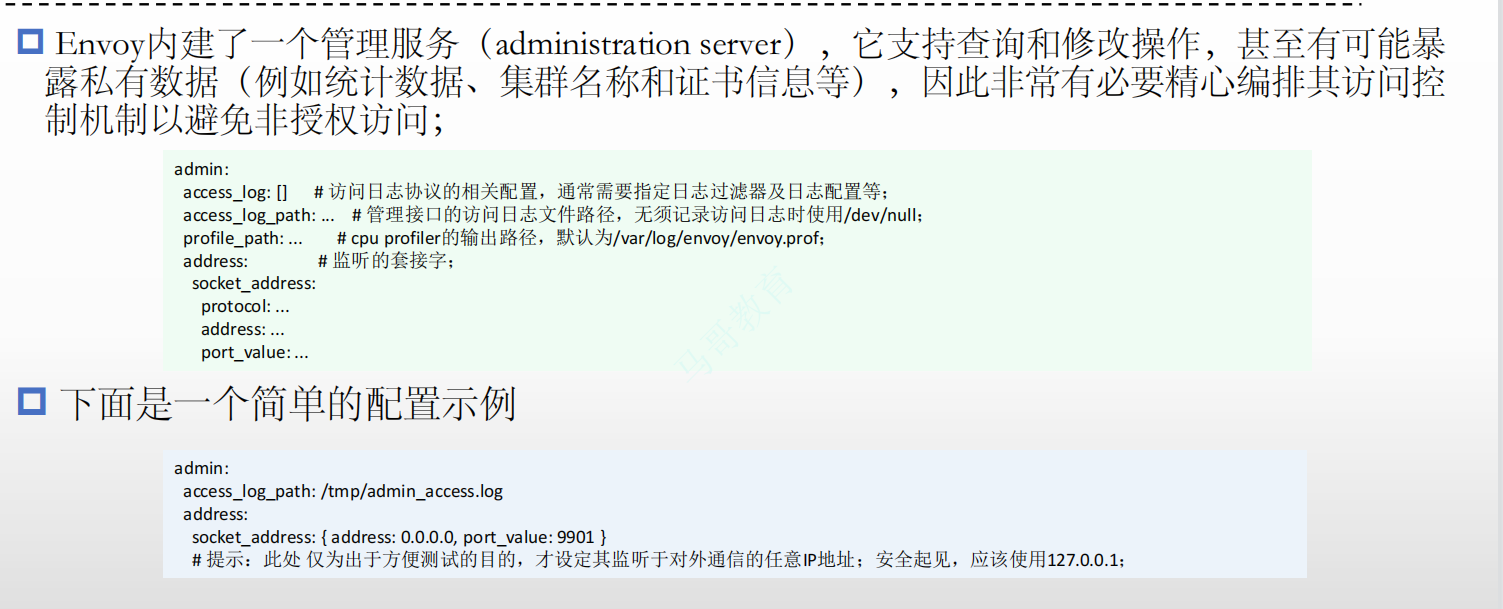 Envoy内建了一个管理服务（administration server），它支持查询和修改操作，甚至有可能暴
露私有数据（例如统计数据、集群名称和证书信息等），因此非常有必要精心编排其访问控
制机制以避免非授权访问；
admin:
  access_log: []    # 访问日志协议的相关配置，通常需要指定日志过滤器及日志配置等；
  access_log_path: ...   # 管理接口的访问日志文件路径，无须记录访问日志时使用/dev/null；
  profile_path: ...      # cpu profiler的输出路径，默认为/var/log/envoy/envoy.prof；
  address:            # 监听的套接字；
    socket_address:
      protocol: ...
      address: ...
      port_value: ...
马哥教育
下面是一个简单的配置示例
admin:
  access_log_path: /tmp/admin_access.log
  address:
    socket_address: { address: 0.0.0.0, port_value: 9901 }
    # 提示：此处 仅为出于方便测试的目的，才设定其监听于对外通信的任意IP地址；安全起见，应该使用127.0.0.1；